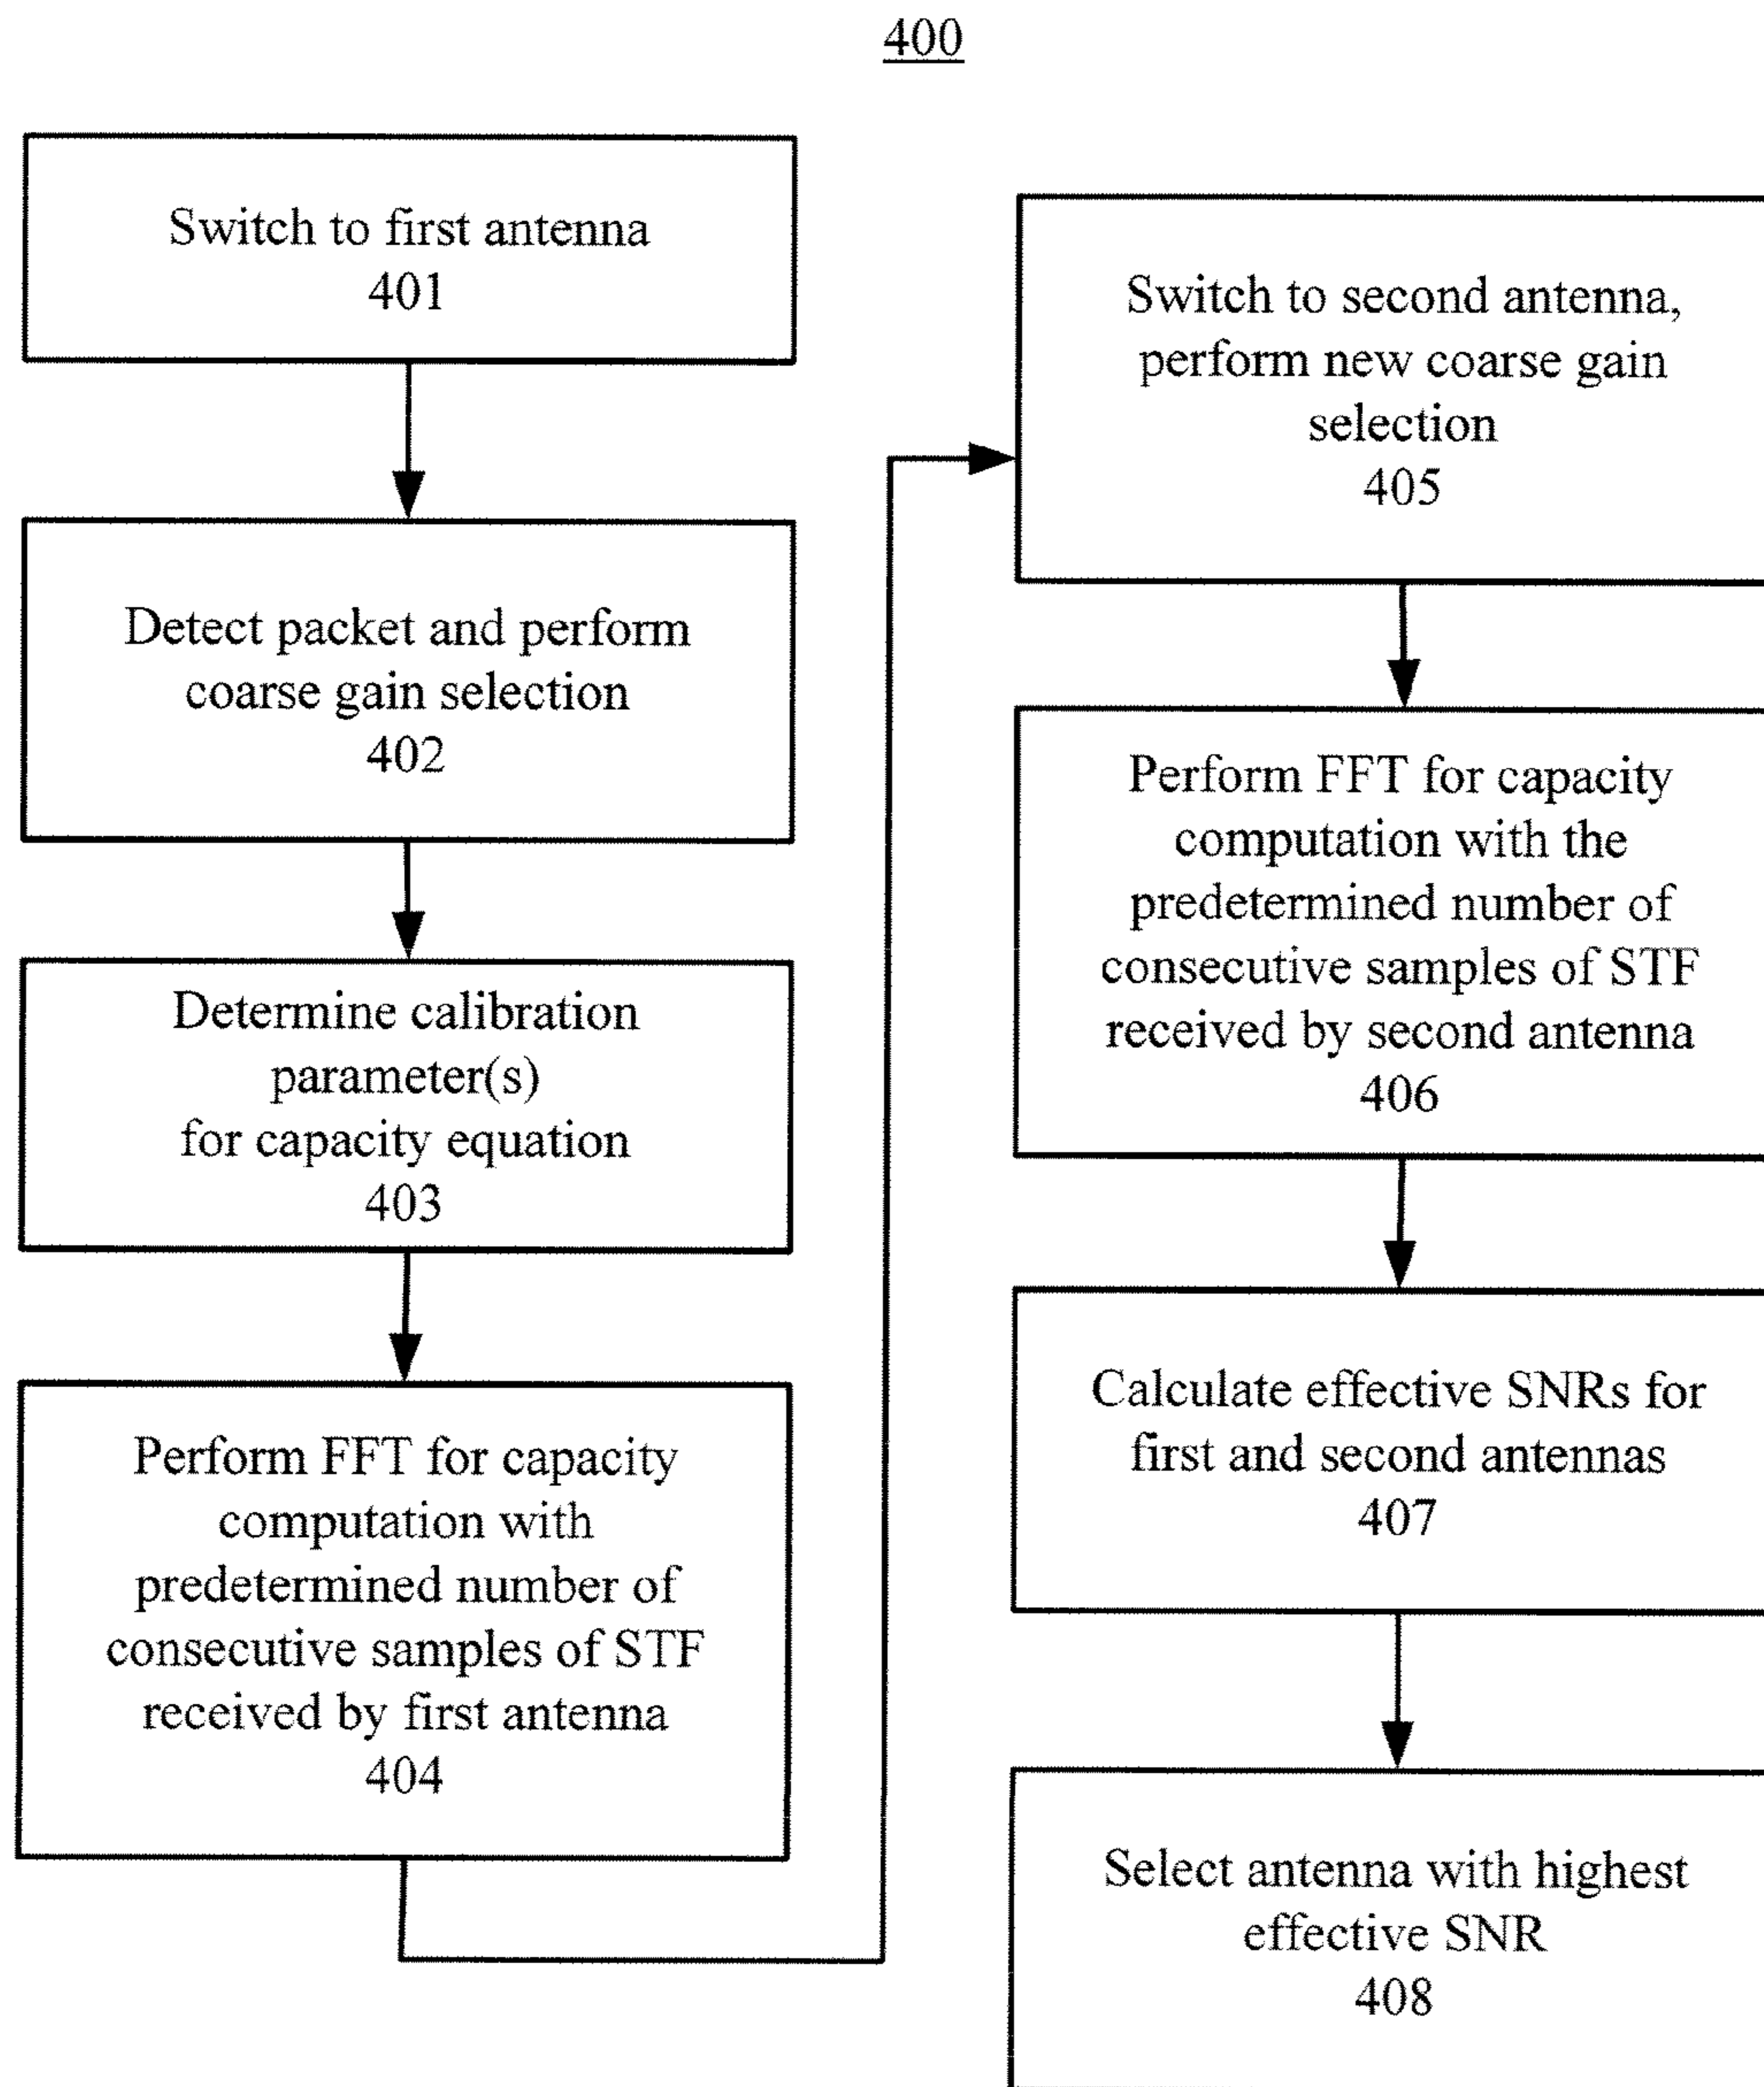 400
Switch to first antenna
401
Detect packet and perform
coarse gain selection
402
Determine calibration
parameter(s)
for capacity equation
403
Perform FFT for capacity
computation with
predetermined number of
consecutive samples of STF
received by first antenna
404
Switch to second antenna,
perform new coarse gain
selection
405
Perform FFT for capacity
computation with the
predetermined number of
consecutive samples of STF
received by second antenna
406
Calculate effective SNRs for
first and second antennas
407
Select antenna with highest
effective SNR
408